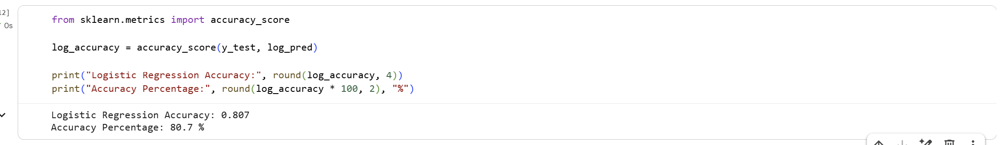 12]
0s
from sklearn.metrics import accuracy_score
log_accuracy = accuracy_score(y_test, log_pred)
print("Logistic Regression Accuracy:", round(log_accuracy, 4))
print("Accuracy Percentage:", round(log_accuracy * 100, 2), "%")
Logistic Regression Accuracy: 0.807
Accuracy Percentage: 80.7 %